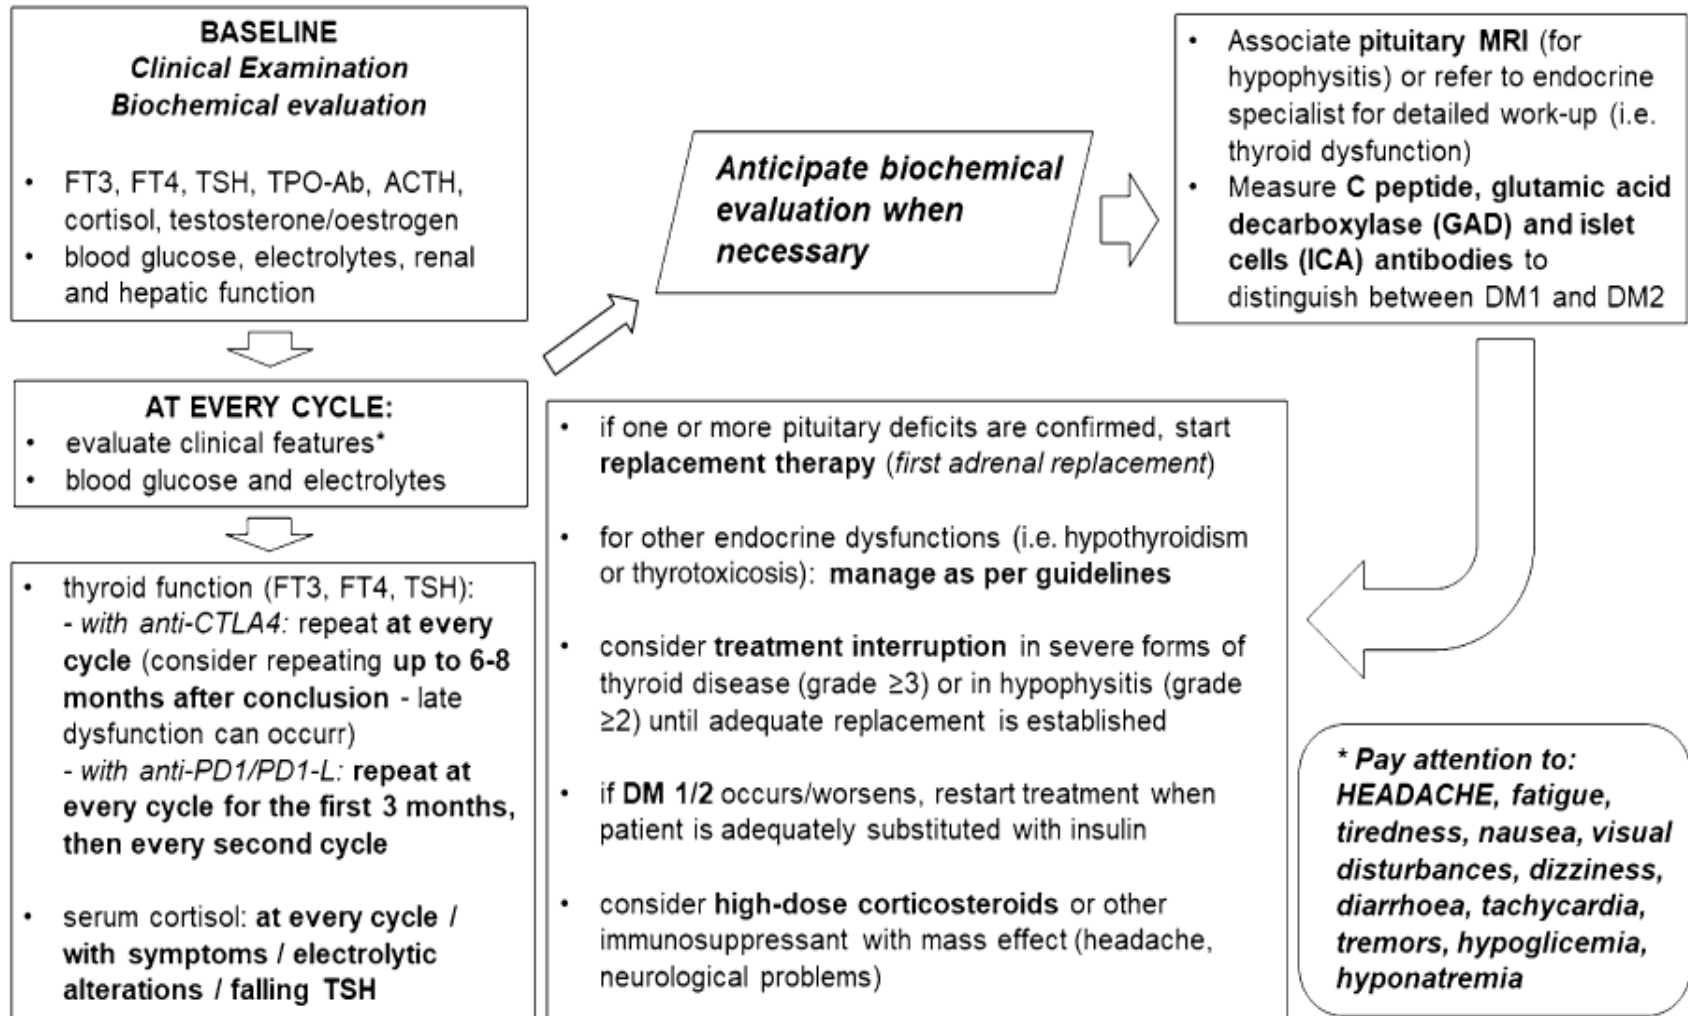 BASELINE
Clinical Examination
Biochemical evaluation
• FT3, FT4, TSH, TPO-Ab, ACTH,
cortisol, testosterone/oestrogen
• blood glucose, electrolytes, renal
and hepatic function
AT EVERY CYCLE:
• evaluate clinical features*
• blood glucose and electrolytes
• thyroid function (FT3, FT4, TSH):
- with anti-CTLA4: repeat at every
cycle (consider repeating up to 6-8
months after conclusion - late
dysfunction can occurr)
- with anti-PD1/PD1-L: repeat at
every cycle for the first 3 months,
then every second cycle
• serum cortisol: at every cycle /
with symptoms / electrolytic
alterations / falling TSH
Anticipate biochemical
evaluation when
necessary
• Associate pituitary MRI (for
hypophysitis) or refer to endocrine
specialist for detailed work-up (i.e.
thyroid dysfunction)
• Measure C peptide, glutamic acid
decarboxylase (GAD) and islet
cells (ICA) antibodies to
distinguish between DM1 and DM2
• if one or more pituitary deficits are confirmed, start
replacement therapy (first adrenal replacement)
• for other endocrine dysfunctions (i.e. hypothyroidism
or thyrotoxicosis): manage as per guidelines
• consider treatment interruption in severe forms of
thyroid disease (grade ≥3) or in hypophysitis (grade
≥2) until adequate replacement is established
• if DM 1/2 occurs/worsens, restart treatment when
patient is adequately substituted with insulin
• consider high-dose corticosteroids or other
immunosuppressant with mass effect (headache,
neurological problems)
* Pay attention to:
HEADACHE, fatigue,
tiredness, nausea, visual
disturbances, dizziness,
diarrhoea, tachycardia,
tremors, hypoglicemia,
hyponatremia